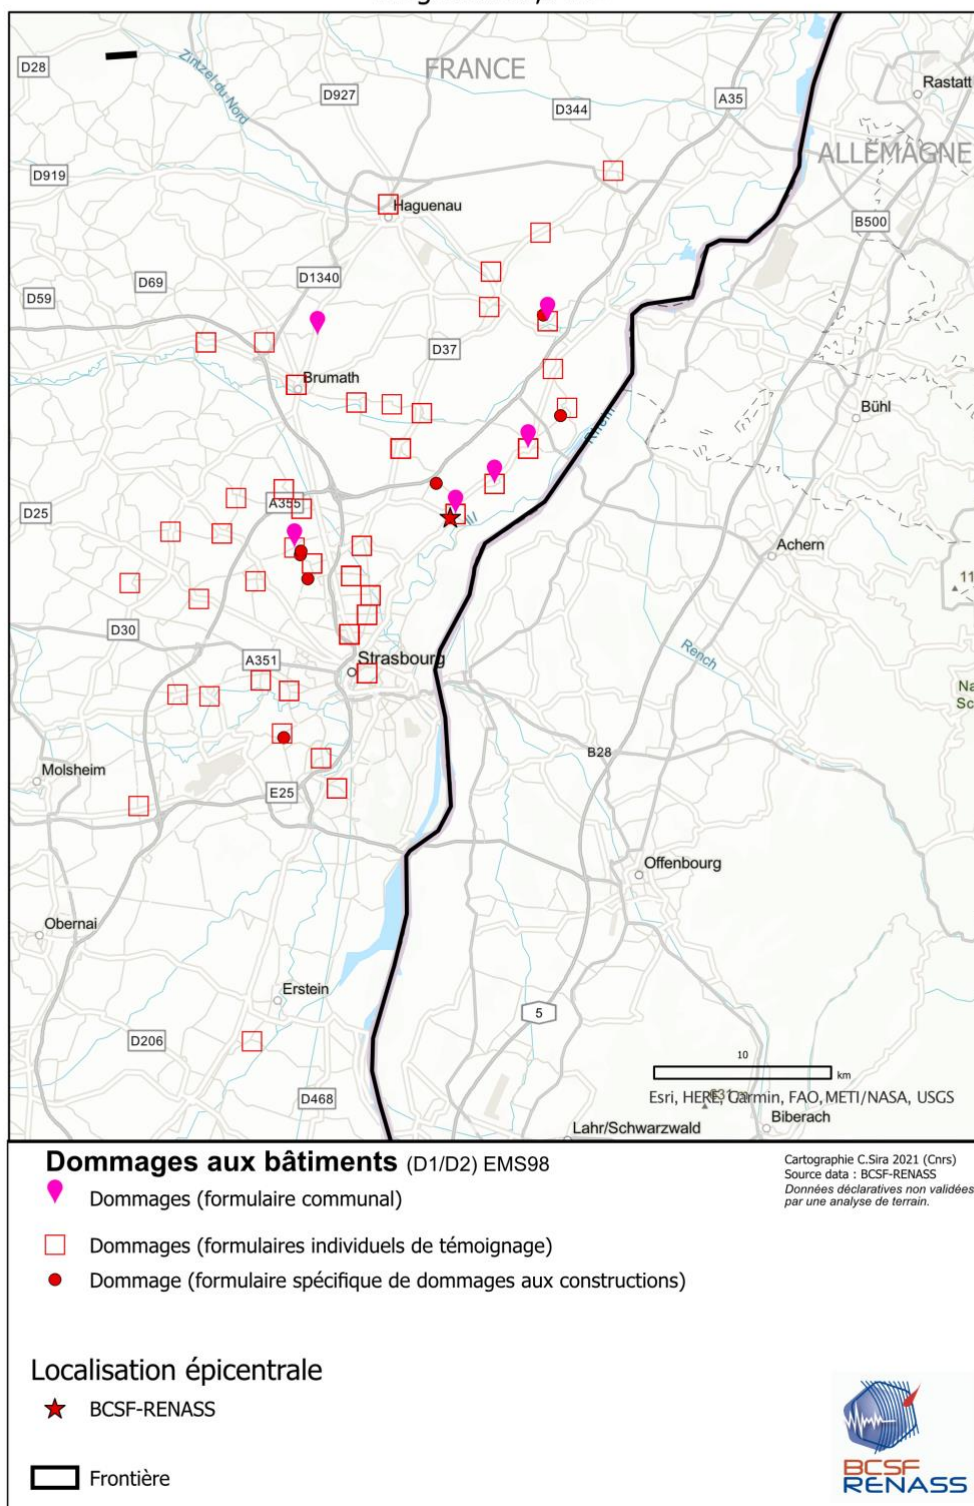 D28
Zintzel du Nord
D927
FRANCE
D344
A35
Rastatt
ALLEMAGNE
D919
Haguenau
B500
D69
D1340
D59
D37
Brumath
Bühl
Rhein
A355
D25
Ill
Achern
11
D30
A351
Strasbourg
Rench
Na
Sc
B28
Molsheim
E25
Offenbourg
Obernai
Erstein
5
D206
10
km
D468
Esri, HERE, Garmin, FAO, METI/NASA, USGS
Lahr/Schwarzwald
Biberach
Dommages aux bâtiments (D1/D2) EMS98
Cartographie C.Sira 2021 (Cnrs)
Source data : BCSF-RENASS
Données déclaratives non validées
par une analyse de terrain.
Dommages (formulaire communal)
Dommages (formulaires individuels de témoignage)
Dommage (formulaire spécifique de dommages aux constructions)
Localisation épicentrale
BCSF-RENASS
Frontière
BCSF
RENASS